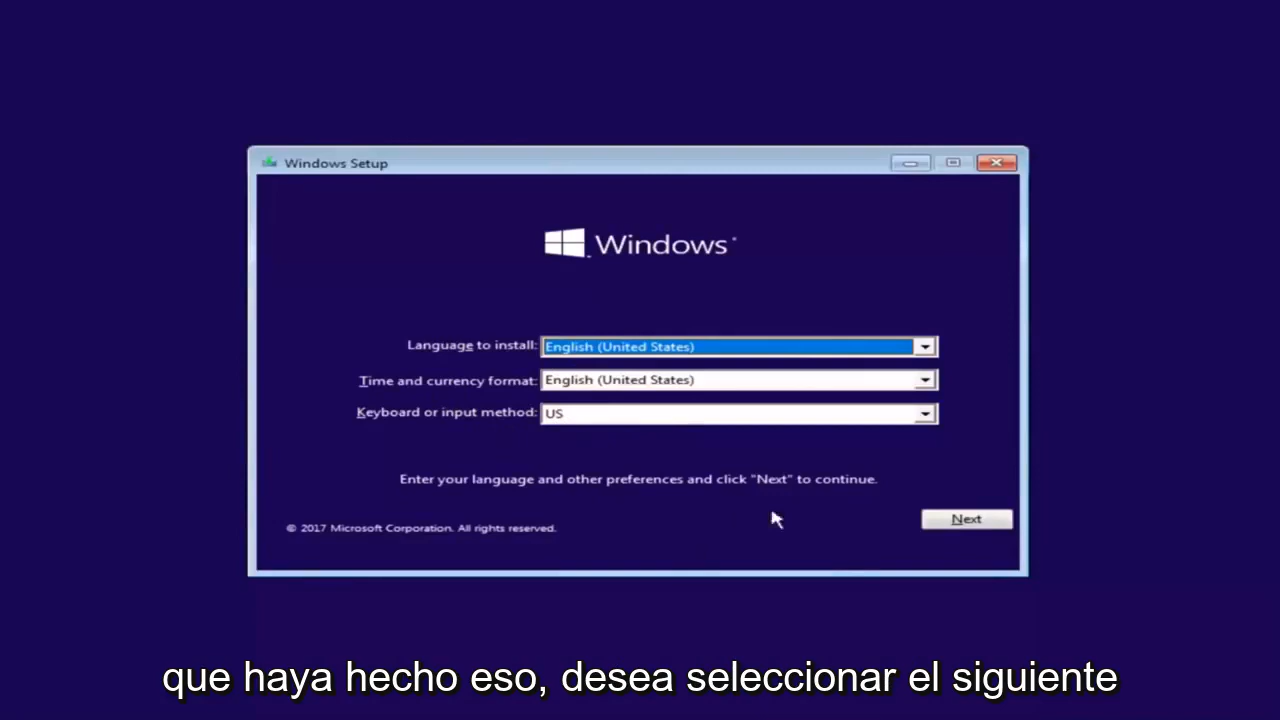 Windows Setup
Windows
Language to install: English (United States)
Time and currency format: English (United States)
Keyboard or input method: US
Enter your language and other preferences and click "Next" to continue.
Next
© 2017 Microsoft Corporation. All rights reserved.
que haya hecho eso, desea seleccionar el siguiente